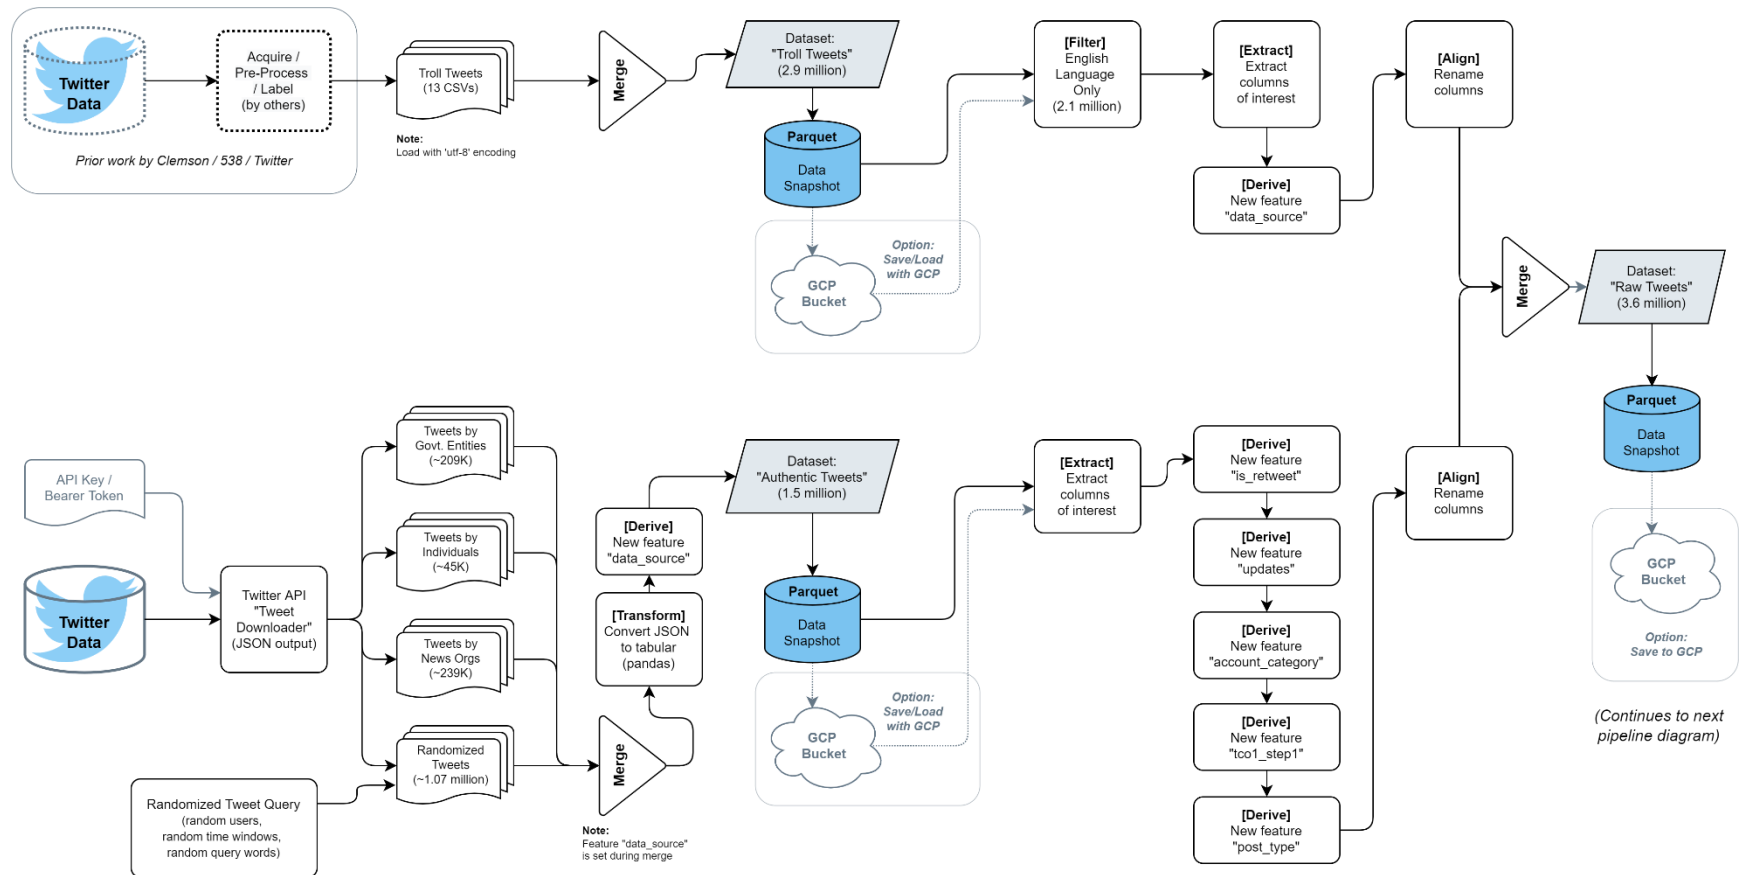 Twitter
Data
Acquire /
Pre-Process
/ Label
(by others)
Prior work by Clemson / 538 / Twitter
Troll Tweets
(13 CSVs)
Note:
Load with 'utf-8' encoding
Merge
Dataset:
"Troll Tweets"
(2.9 million)
Parquet
Data
Snapshot
GCP
Bucket
Option:
Save/Load
with GCP
[Filter]
English
Language
Only
(2.1 million)
[Extract]
Extract
columns
of interest
[Derive]
New feature
"data_source"
[Align]
Rename
columns
Merge
Dataset:
"Raw Tweets"
(3.6 million)
Parquet
Data
Snapshot
GCP
Bucket
Option:
Save to GCP
(Continues to next
pipeline diagram)
API Key /
Bearer Token
Twitter
Data
Twitter API
"Tweet
Downloader"
(JSON output)
Randomized Tweet Query
(random users,
random time windows,
random query words)
Tweets by
Govt. Entities
(~209K)
Tweets by
Individuals
(~45K)
Tweets by
News Orgs
(~239K)
Randomized
Tweets
(~1.07 million)
Merge
Note:
Feature "data_source"
is set during merge
[Transform]
Convert JSON
to tabular
(pandas)
[Derive]
New feature
"data_source"
Dataset:
"Authentic Tweets"
(1.5 million)
Parquet
Data
Snapshot
GCP
Bucket
Option:
Save/Load
with GCP
[Extract]
Extract
columns
of interest
[Derive]
New feature
"is_retweet"
[Derive]
New feature
"updates"
[Derive]
New feature
"account_category"
[Derive]
New feature
"tco1_step1"
[Derive]
New feature
"post_type"
[Align]
Rename
columns